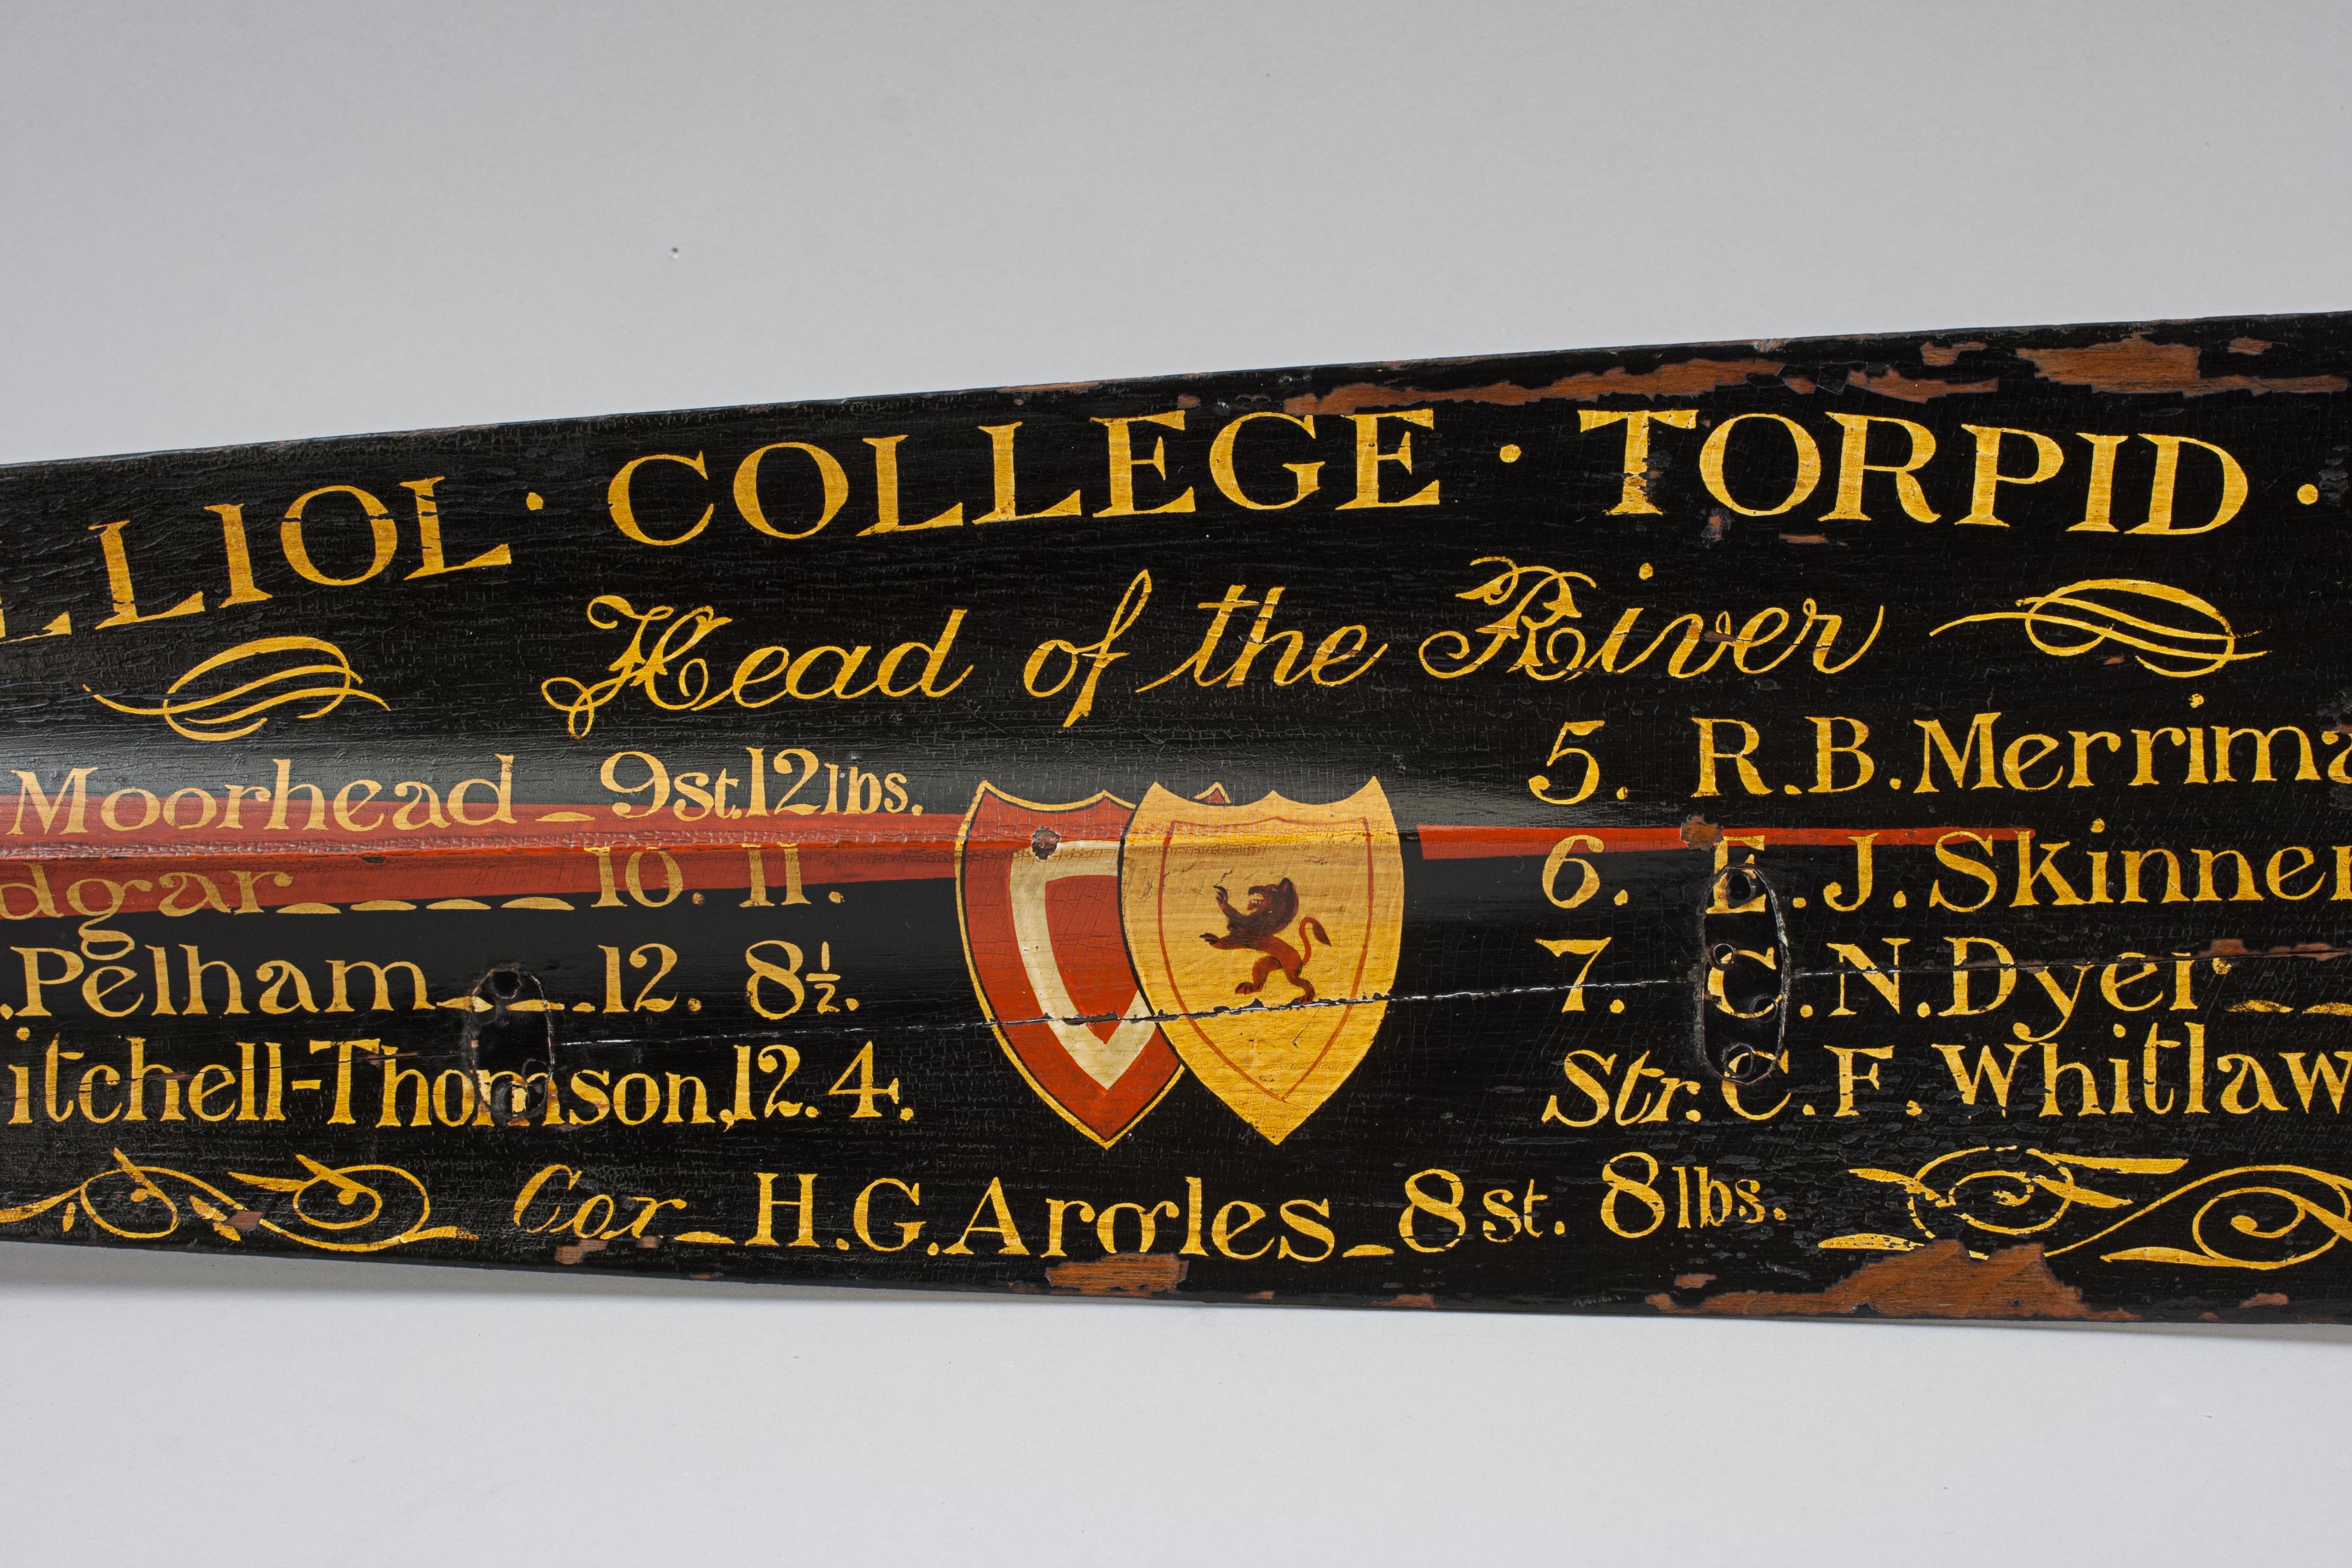 LLIOL · COLLEGE · TORPID ·
Head of the River
Moorhead 9st. 12lbs.
dgar 10. 11.
.Pelham 12. 8½.
itchell-Thomson, 12. 4.
5. R.B. Merrima
6. E.J. Skinner
7. C.N. Dyer
Str. C.F. Whitlaw
Cox H.G. Argles 8st. 8lbs.